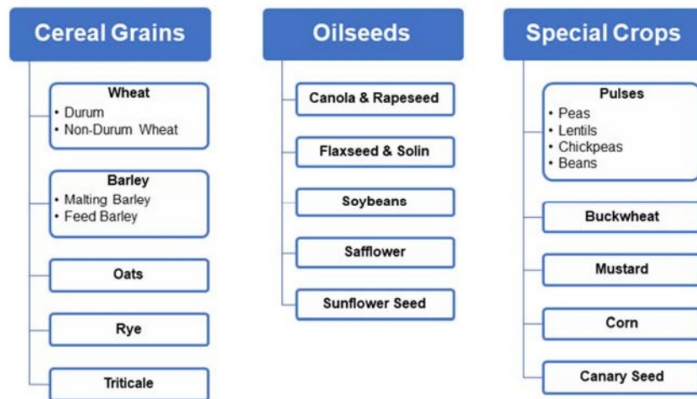 Cereal Grains
Wheat
• Durum
• Non-Durum Wheat
Barley
• Malting Barley
• Feed Barley
Oats
Rye
Triticale
Oilseeds
Canola & Rapeseed
Flaxseed & Solin
Soybeans
Safflower
Sunflower Seed
Special Crops
Pulses
• Peas
• Lentils
• Chickpeas
• Beans
Buckwheat
Mustard
Corn
Canary Seed